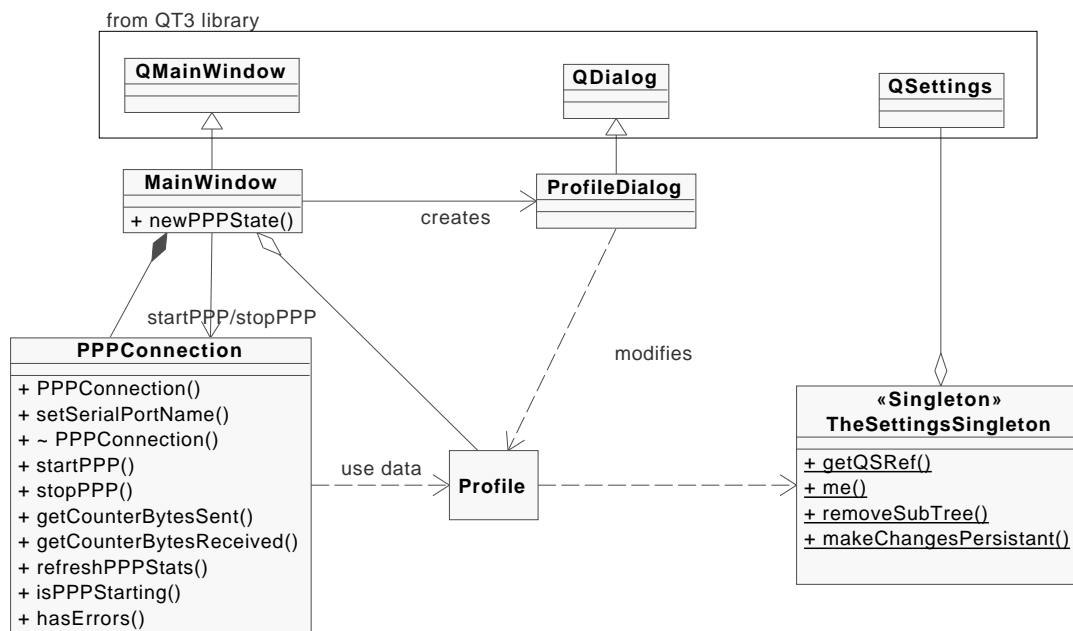 from QT3 library
QMainWindow
QDialog
QSettings
MainWindow
+ newPPPState()
creates
ProfileDialog
startPPP/stopPPP
modifies
PPPConnection
+ PPPConnection()
+ setSerialPortName()
+ ~ PPPConnection()
+ startPPP()
+ stopPPP()
+ getCounterBytesSent()
+ getCounterBytesReceived()
+ refreshPPPStats()
+ isPPPStarting()
+ hasErrors()
use data
Profile
«Singleton»
TheSettingsSingleton
+ getQSRef()
+ me()
+ removeSubTree()
+ makeChangesPersistant()